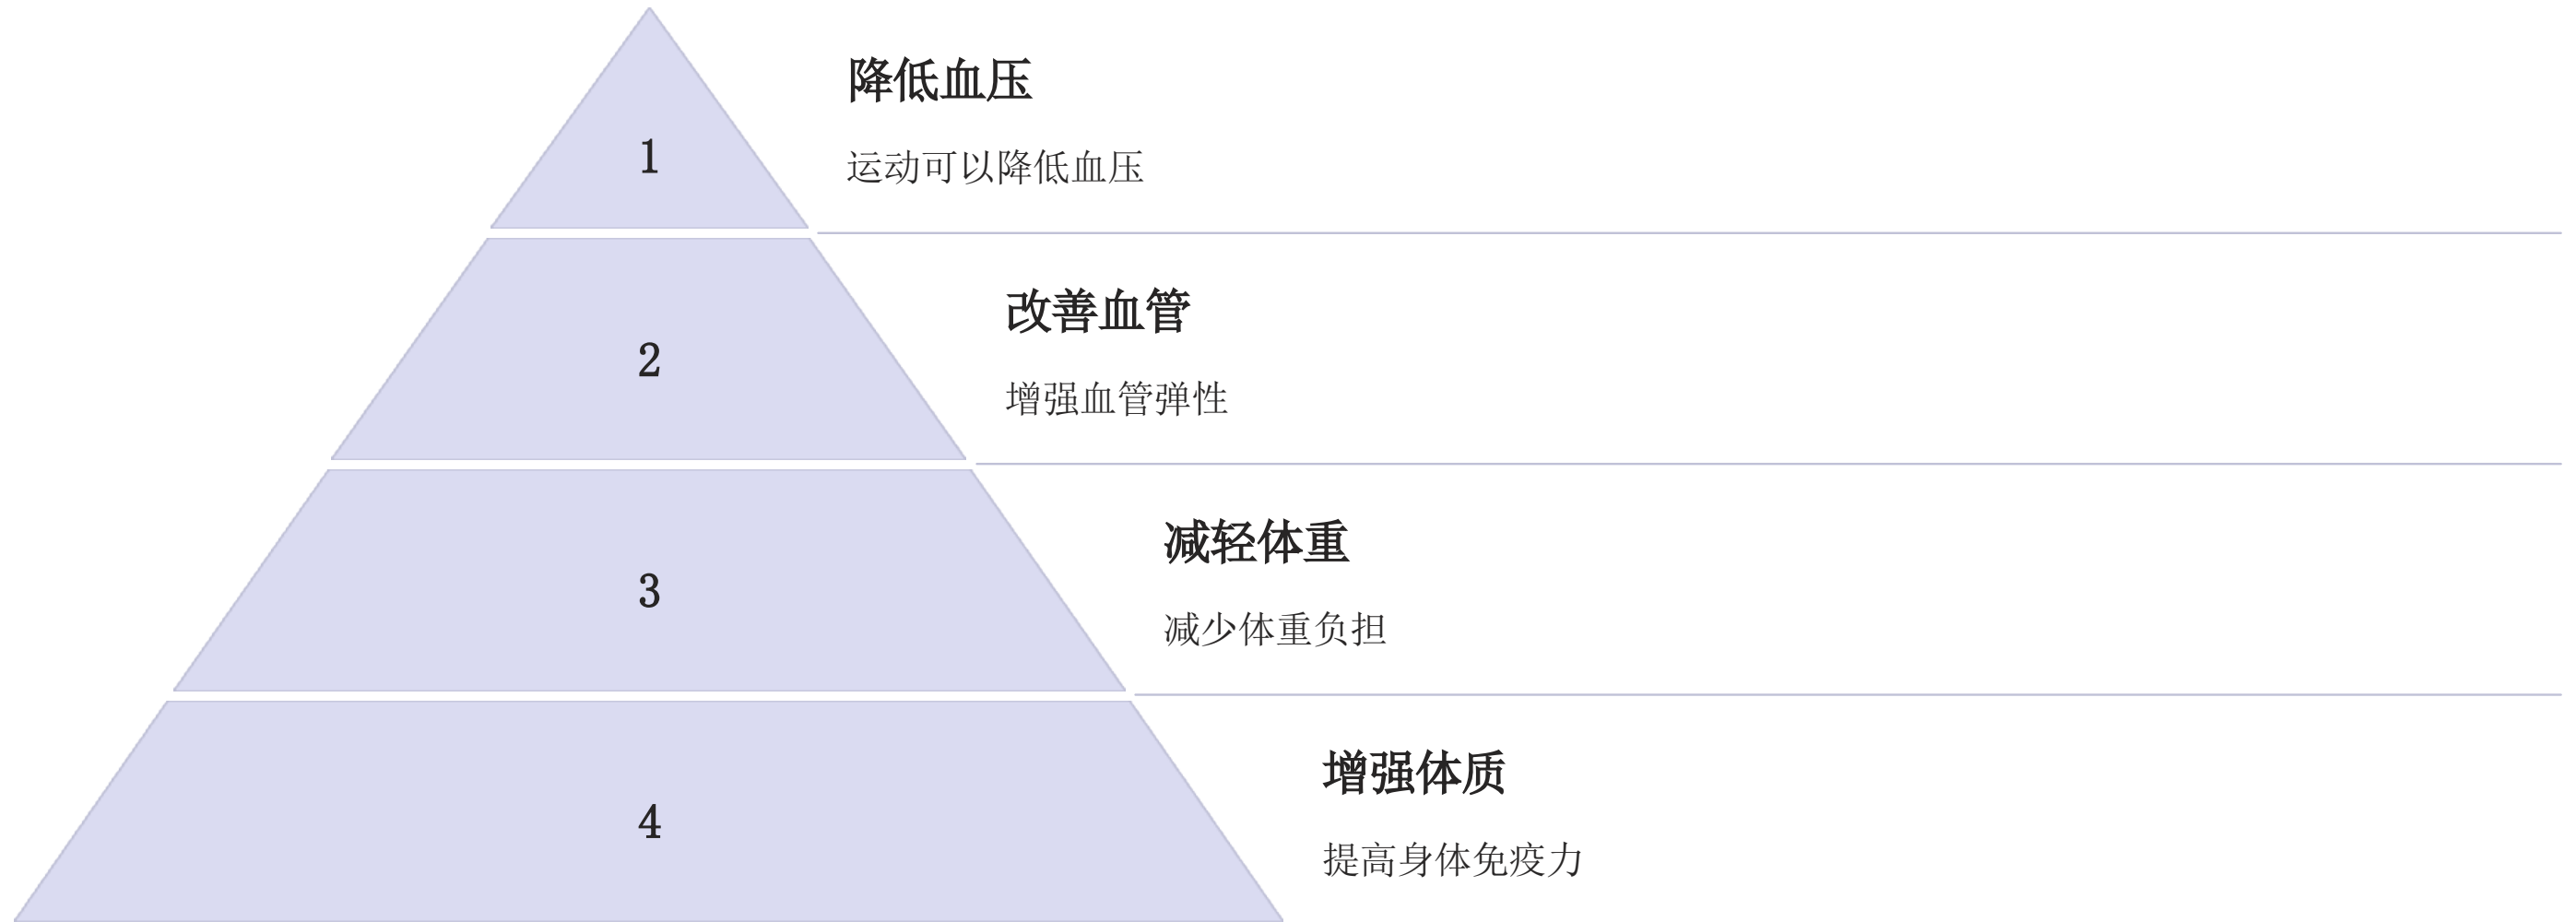 1
降低血压
运动可以降低血压
2
改善血管
增强血管弹性
3
减轻体重
减少体重负担
4
增强体质
提高身体免疫力